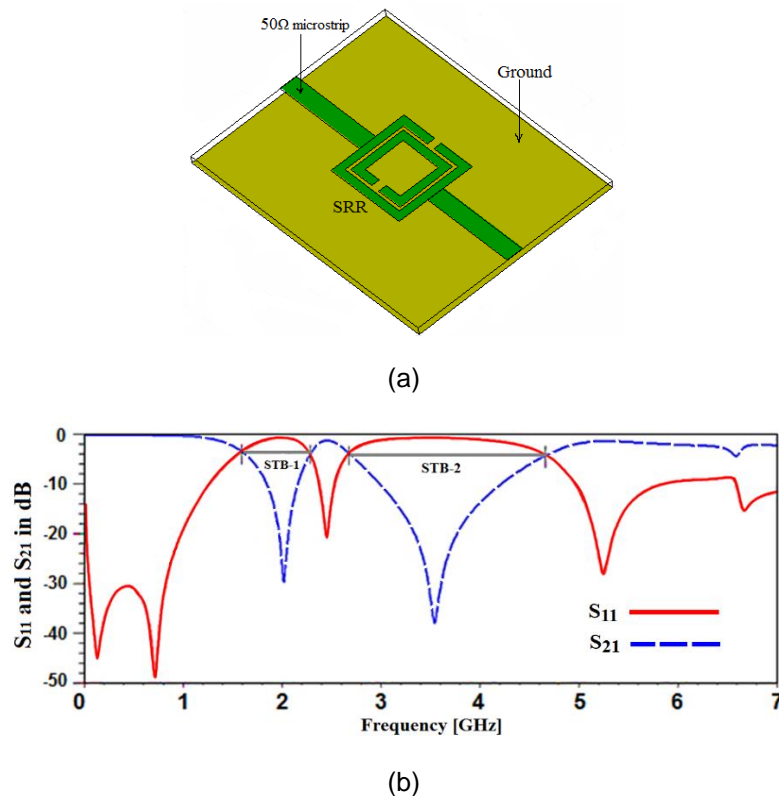 50Ω microstrip
Ground
SRR
(a)
S11 and S21 in dB
0
-10
-20
-30
-40
-50
STB-1
STB-2
S11
S21
0 1 2 3 4 5 6 7
Frequency [GHz]
(b)